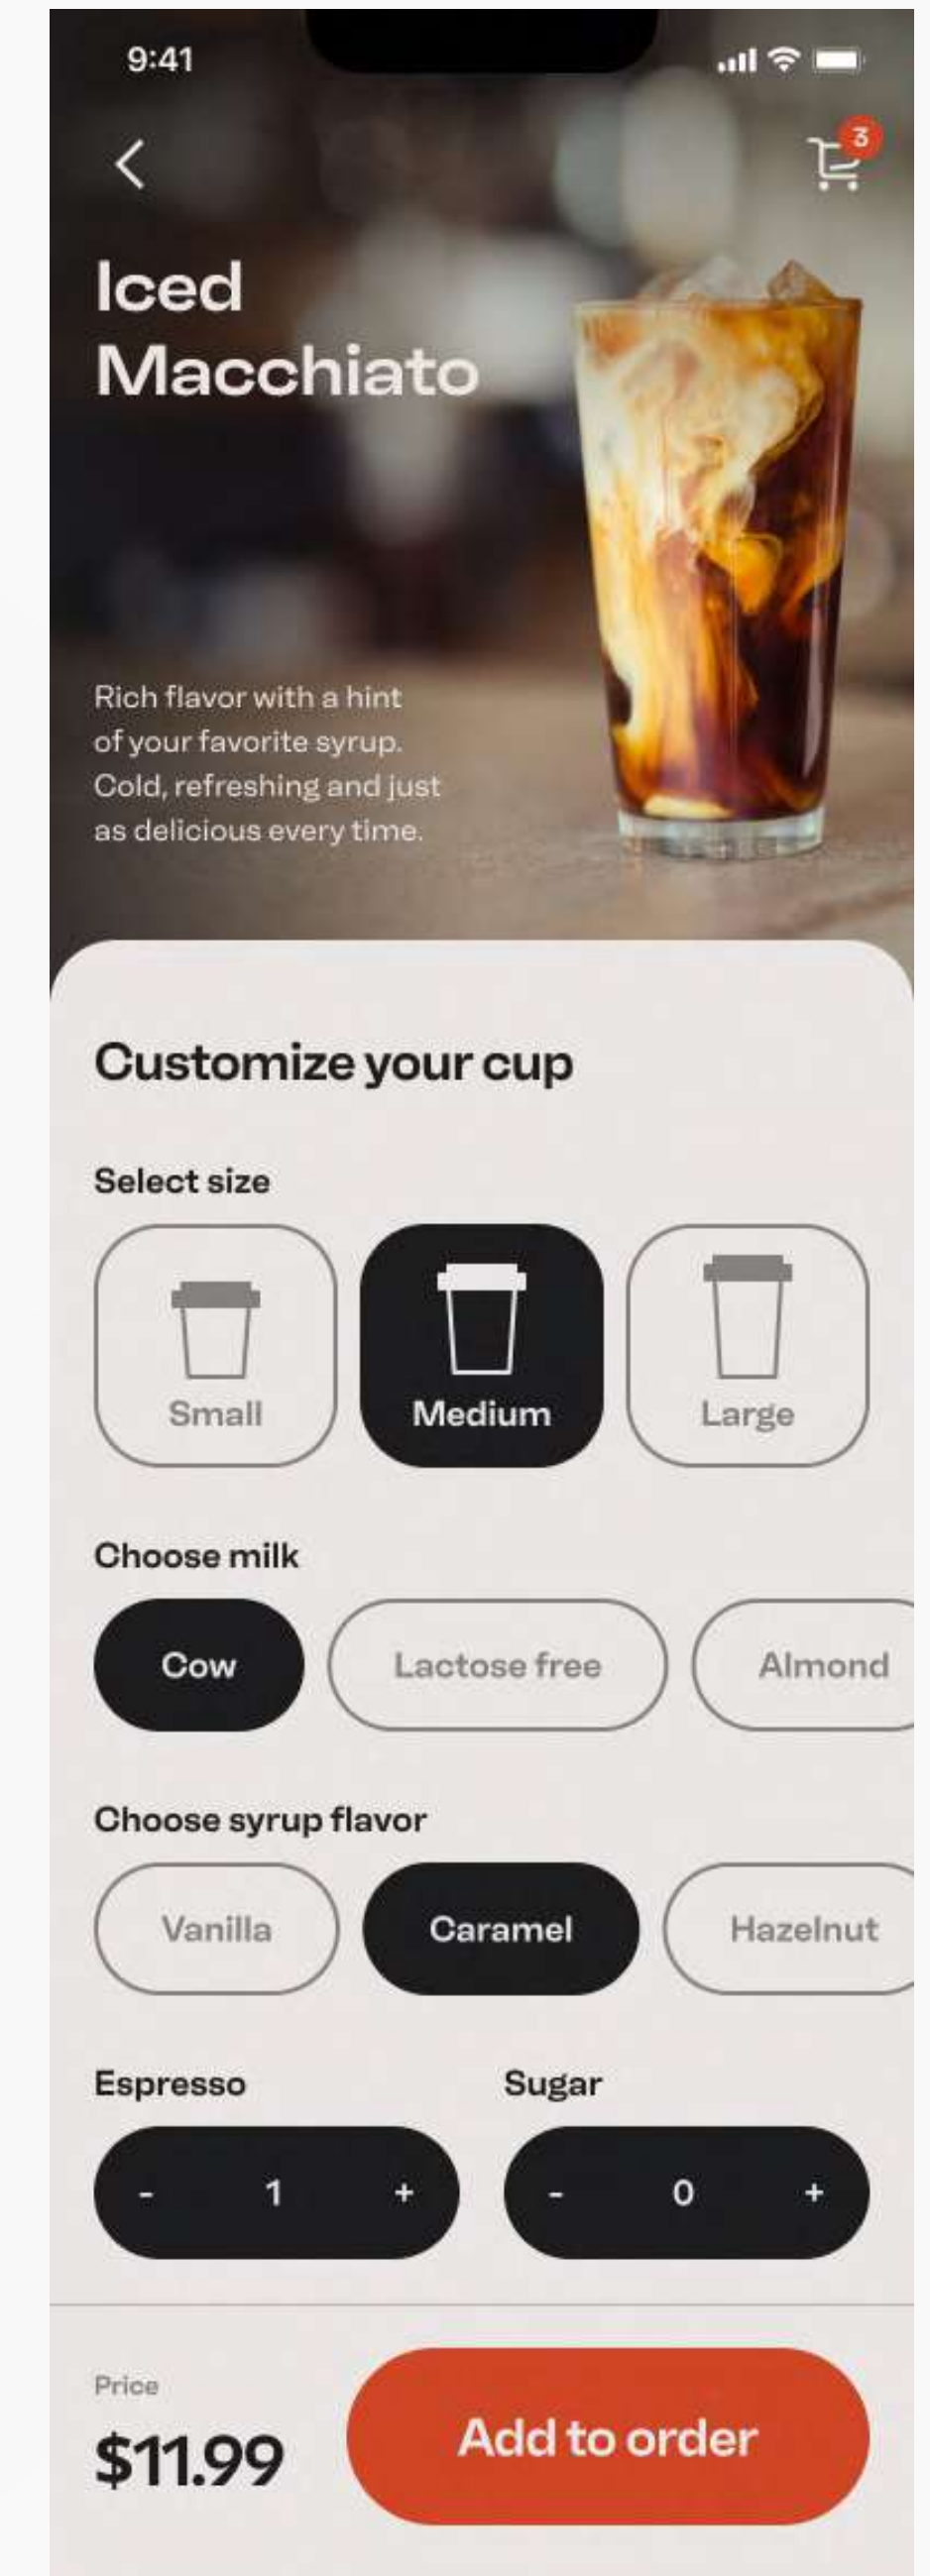 9:41
3
Iced
Macchiato
Rich flavor with a hint
of your favorite syrup.
Cold, refreshing and just
as delicious every time.
Customize your cup
Select size
Small Medium Large
Choose milk
Cow Lactose free Almond
Choose syrup flavor
Vanilla Caramel Hazelnut
Espresso Sugar
- 1 + - 0 +
Price
$11.99
Add to order